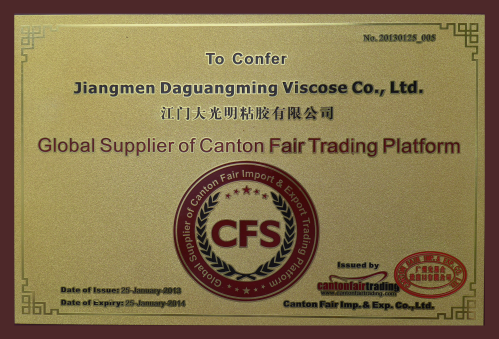 No. 20130125_005
To Confer
Jiangmen Daguangming Viscose Co., Ltd.
江门大光明粘胶有限公司
Global Supplier of Canton Fair Trading Platform
Global Supplier of Canton Fair Import & Export Trading Platform
CFS
Issued by
cantonfairtrading
www.cantonfairtrading.com
Date of Issue: 25-January-2013
Date of Expiry: 25-January-2014
Canton Fair Imp. & Exp. Co.,Ltd.